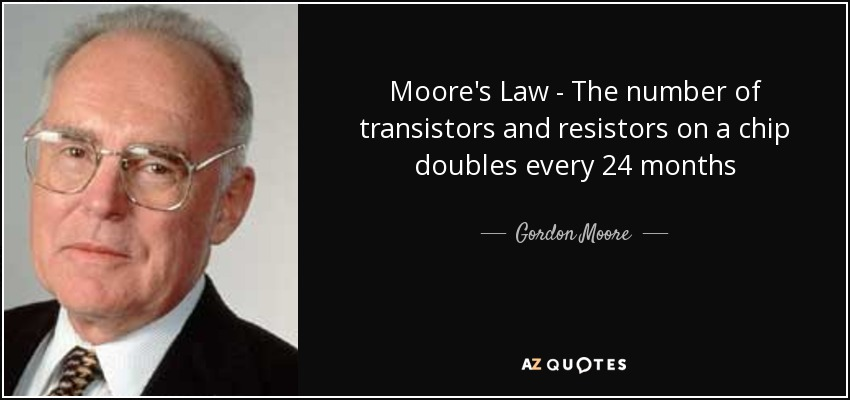 Moore's Law - The number of
transistors and resistors on a chip
doubles every 24 months
Gordon Moore
AZ QUOTES